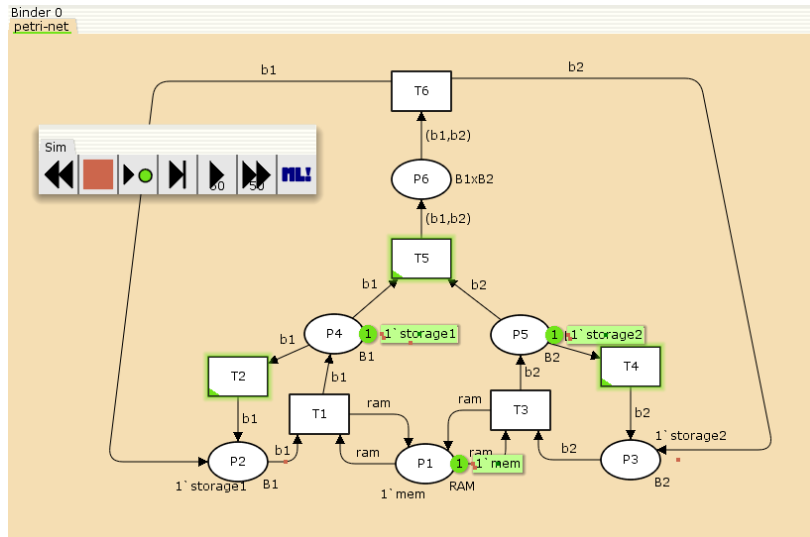 Binder 0
petri-net
b1
T6
b2
(b1,b2)
Sim
50
50
ML!
P6
B1xB2
(b1,b2)
T5
b1
b2
P4
1
1`storage1
B1
P5
1
1`storage2
B2
b1
T2
b1
b2
T4
T1
ram
ram
T3
b1
b2
b1
P2
1`storage1
B1
ram
P1
1
ram
1`mem
1`mem
RAM
b2
P3
1`storage2
B2